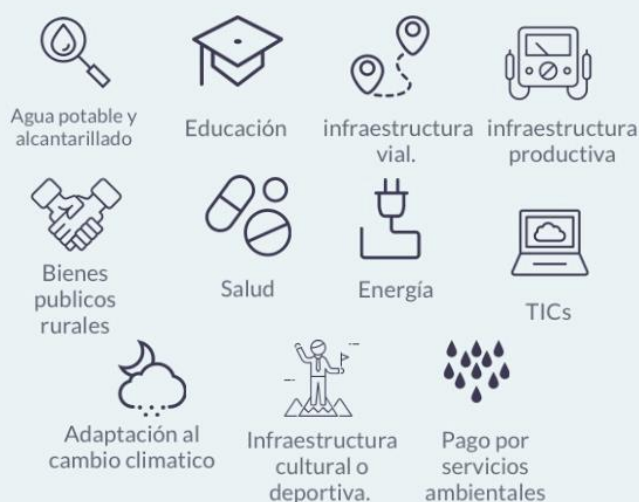 Agua potable y
alcantarillado
Educación
infraestructura
vial.
infraestructura
productiva
Bienes
publicos
rurales
Salud
Energía
TICs
Adaptación al
cambio climatico
Infraestructura
cultural o
deportiva.
Pago por
servicios
ambientales